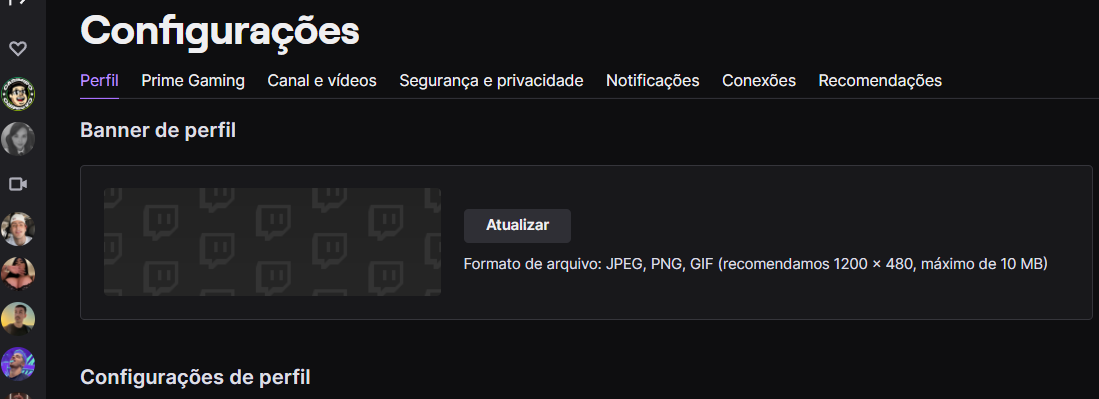 Configurações
Perfil Prime Gaming Canal e vídeos Segurança e privacidade Notificações Conexões Recomendações
Banner de perfil
Atualizar
Formato de arquivo: JPEG, PNG, GIF (recomendamos 1200 × 480, máximo de 10 MB)
Configurações de perfil